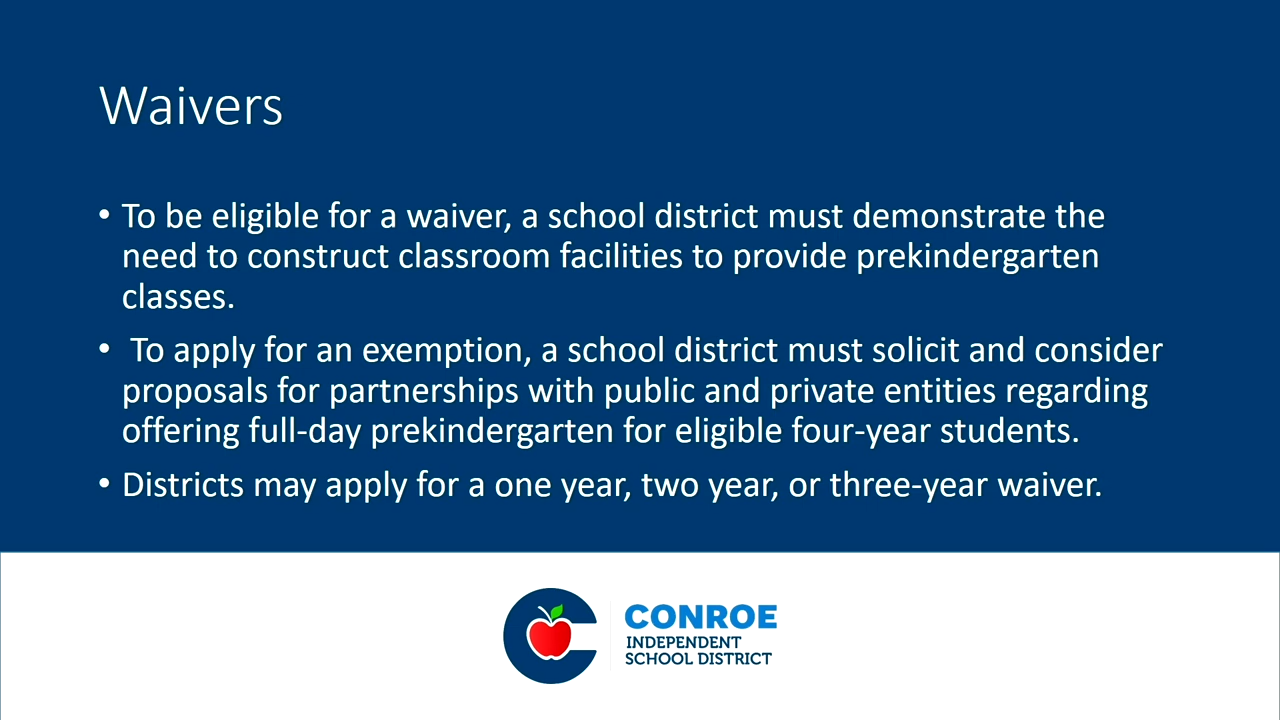 Waivers
• To be eligible for a waiver, a school district must demonstrate the
need to construct classroom facilities to provide prekindergarten
classes.
• To apply for an exemption, a school district must solicit and consider
proposals for partnerships with public and private entities regarding
offering full-day prekindergarten for eligible four-year students.
• Districts may apply for a one year, two year, or three-year waiver.
CONROE
INDEPENDENT
SCHOOL DISTRICT